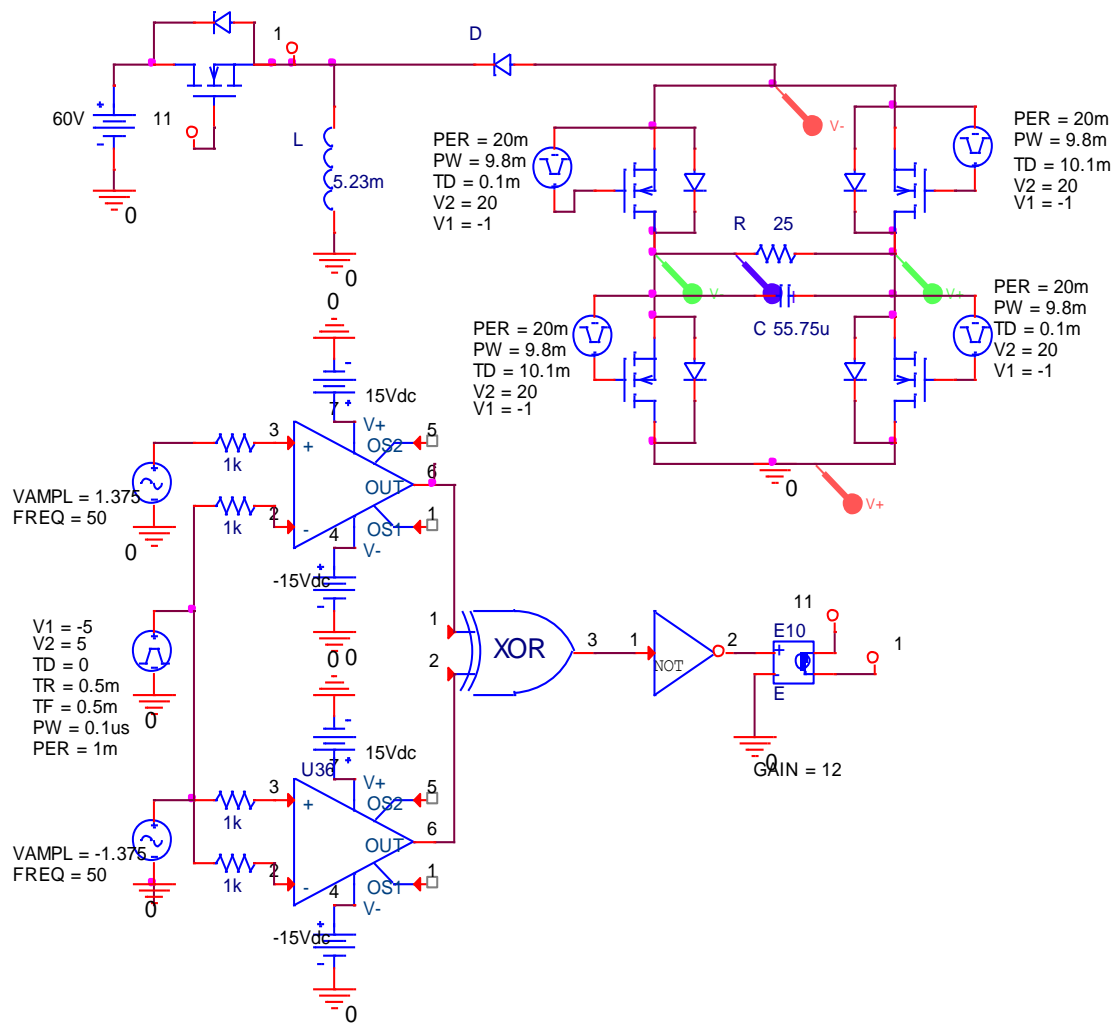 D
1
60V
11
L
5.23m
0
0
PER = 20m
PW = 9.8m
TD = 0.1m
V2 = 20
V1 = -1
PER = 20m
PW = 9.8m
TD = 10.1m
V2 = 20
V1 = -1
V-
R 25
V-
V+
C 55.75u
PER = 20m
PW = 9.8m
TD = 10.1m
V2 = 20
V1 = -1
PER = 20m
PW = 9.8m
TD = 0.1m
V2 = 20
V1 = -1
0
V+
0
15Vdc
7
V+
3
+
OS2
5
1k
6
OUT
VAMPL = 1.375
FREQ = 50
0
1k
2
-
OS1
1
4
V-
-15Vdc
0 0
V1 = -5
V2 = 5
TD = 0
TR = 0.5m
TF = 0.5m
PW = 0.1us
PER = 1m
0
1
2
XOR
3
1
NOT
2
E10
+
-
E
11
1
0
GAIN = 12
15Vdc
U36
7
V+
3
+
OS2
5
1k
6
OUT
VAMPL = -1.375
FREQ = 50
0
1k
2
-
OS1
1
4
V-
-15Vdc
0